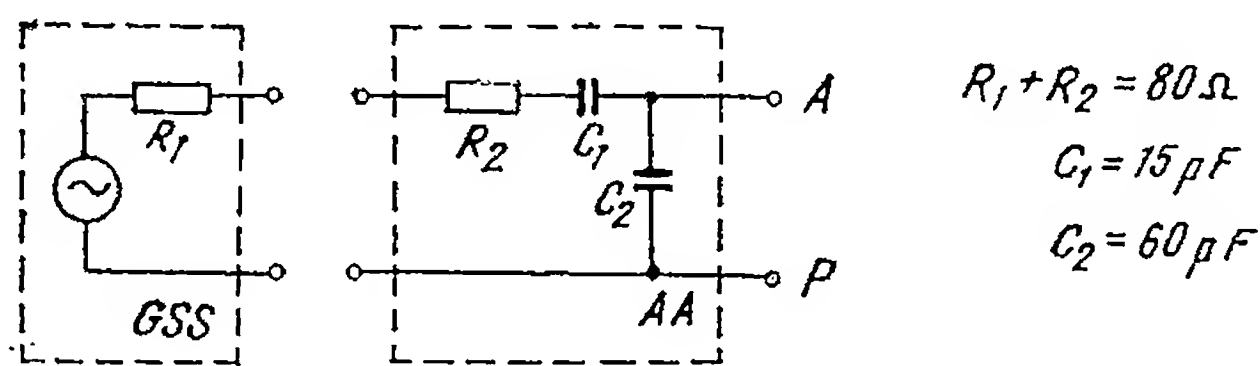 R₁
GSS
R₂
C₁
C₂
A
P
AA
R₁ + R₂ = 80 Ω
C₁ = 15 pF
C₂ = 60 pF